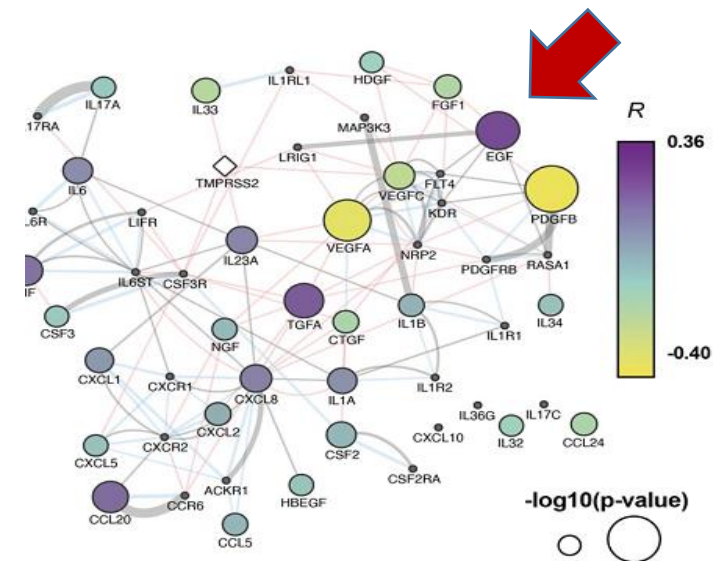 IL1RL1
HDGF
IL17A
IL33
FGF1
.17RA
MAP3K3
EGF
R
0.36
LRIG1
TMPRSS2
IL6
VEGFC
FLT4
KDR
PDGFB
.6R
LIFR
VEGFA
NRP2
IL23A
PDGFRB
RASA1
IF
IL6ST
CSF3R
CSF3
TGFA
CTGF
IL1B
IL34
NGF
IL1R1
-0.40
CXCL1
CXCR1
CXCL8
IL1A
IL1R2
IL36G
IL17C
CXCL2
CXCR2
CXCL5
CSF2
CXCL10
IL32
CCL24
CSF2RA
ACKR1
HBEGF
CCL20
CCR6
CCL5
-log10(p-value)